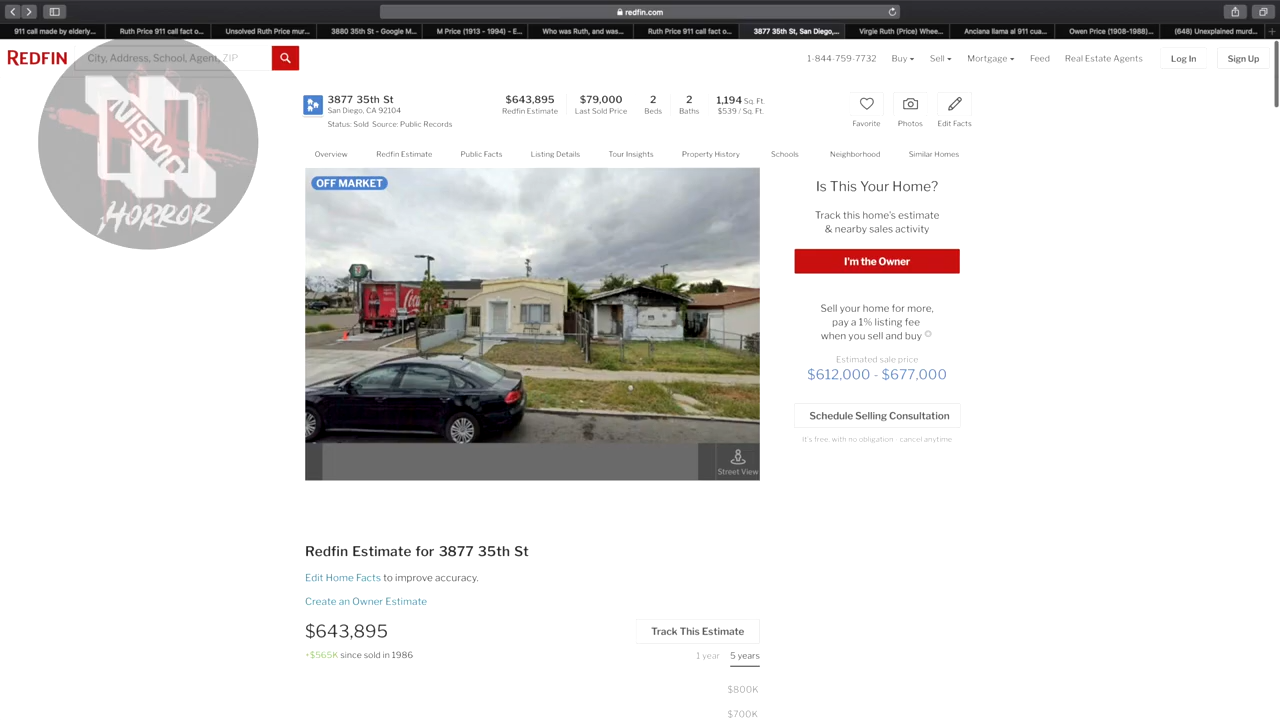 redfin.com
911 call made by elderly...
Ruth Price 911 call fact o...
Unsolved Ruth Price mur...
3880 35th St - Google M...
M Price (1913 - 1994) - E...
Who was Ruth, and was...
Ruth Price 911 call fact o...
3877 35th St, San Diego,...
Virgie Ruth (Price) Whee...
Anciana llama al 911 cua...
Owen Price (1908-1988)...
(648) Unexplained murd...
REDFIN
City, Address, School, Agent, ZIP
1-844-759-7732
Buy
Sell
Mortgage
Feed
Real Estate Agents
Log In
Sign Up
NISMO
HORROR
3877 35th St
San Diego, CA 92104
Status: Sold Source: Public Records
$643,895
Redfin Estimate
$79,000
Last Sold Price
2
Beds
2
Baths
1,194 Sq. Ft.
$539 / Sq. Ft.
Favorite
Photos
Edit Facts
Overview
Redfin Estimate
Public Facts
Listing Details
Tour Insights
Property History
Schools
Neighborhood
Similar Homes
OFF MARKET
Coca
Street View
Is This Your Home?
Track this home's estimate
& nearby sales activity
I'm the Owner
Sell your home for more,
pay a 1% listing fee
when you sell and buy
Estimated sale price
$612,000 - $677,000
Schedule Selling Consultation
It's free, with no obligation - cancel anytime
Redfin Estimate for 3877 35th St
Edit Home Facts to improve accuracy.
Create an Owner Estimate
$643,895
Track This Estimate
+$565K since sold in 1986
1 year
5 years
$800K
$700K